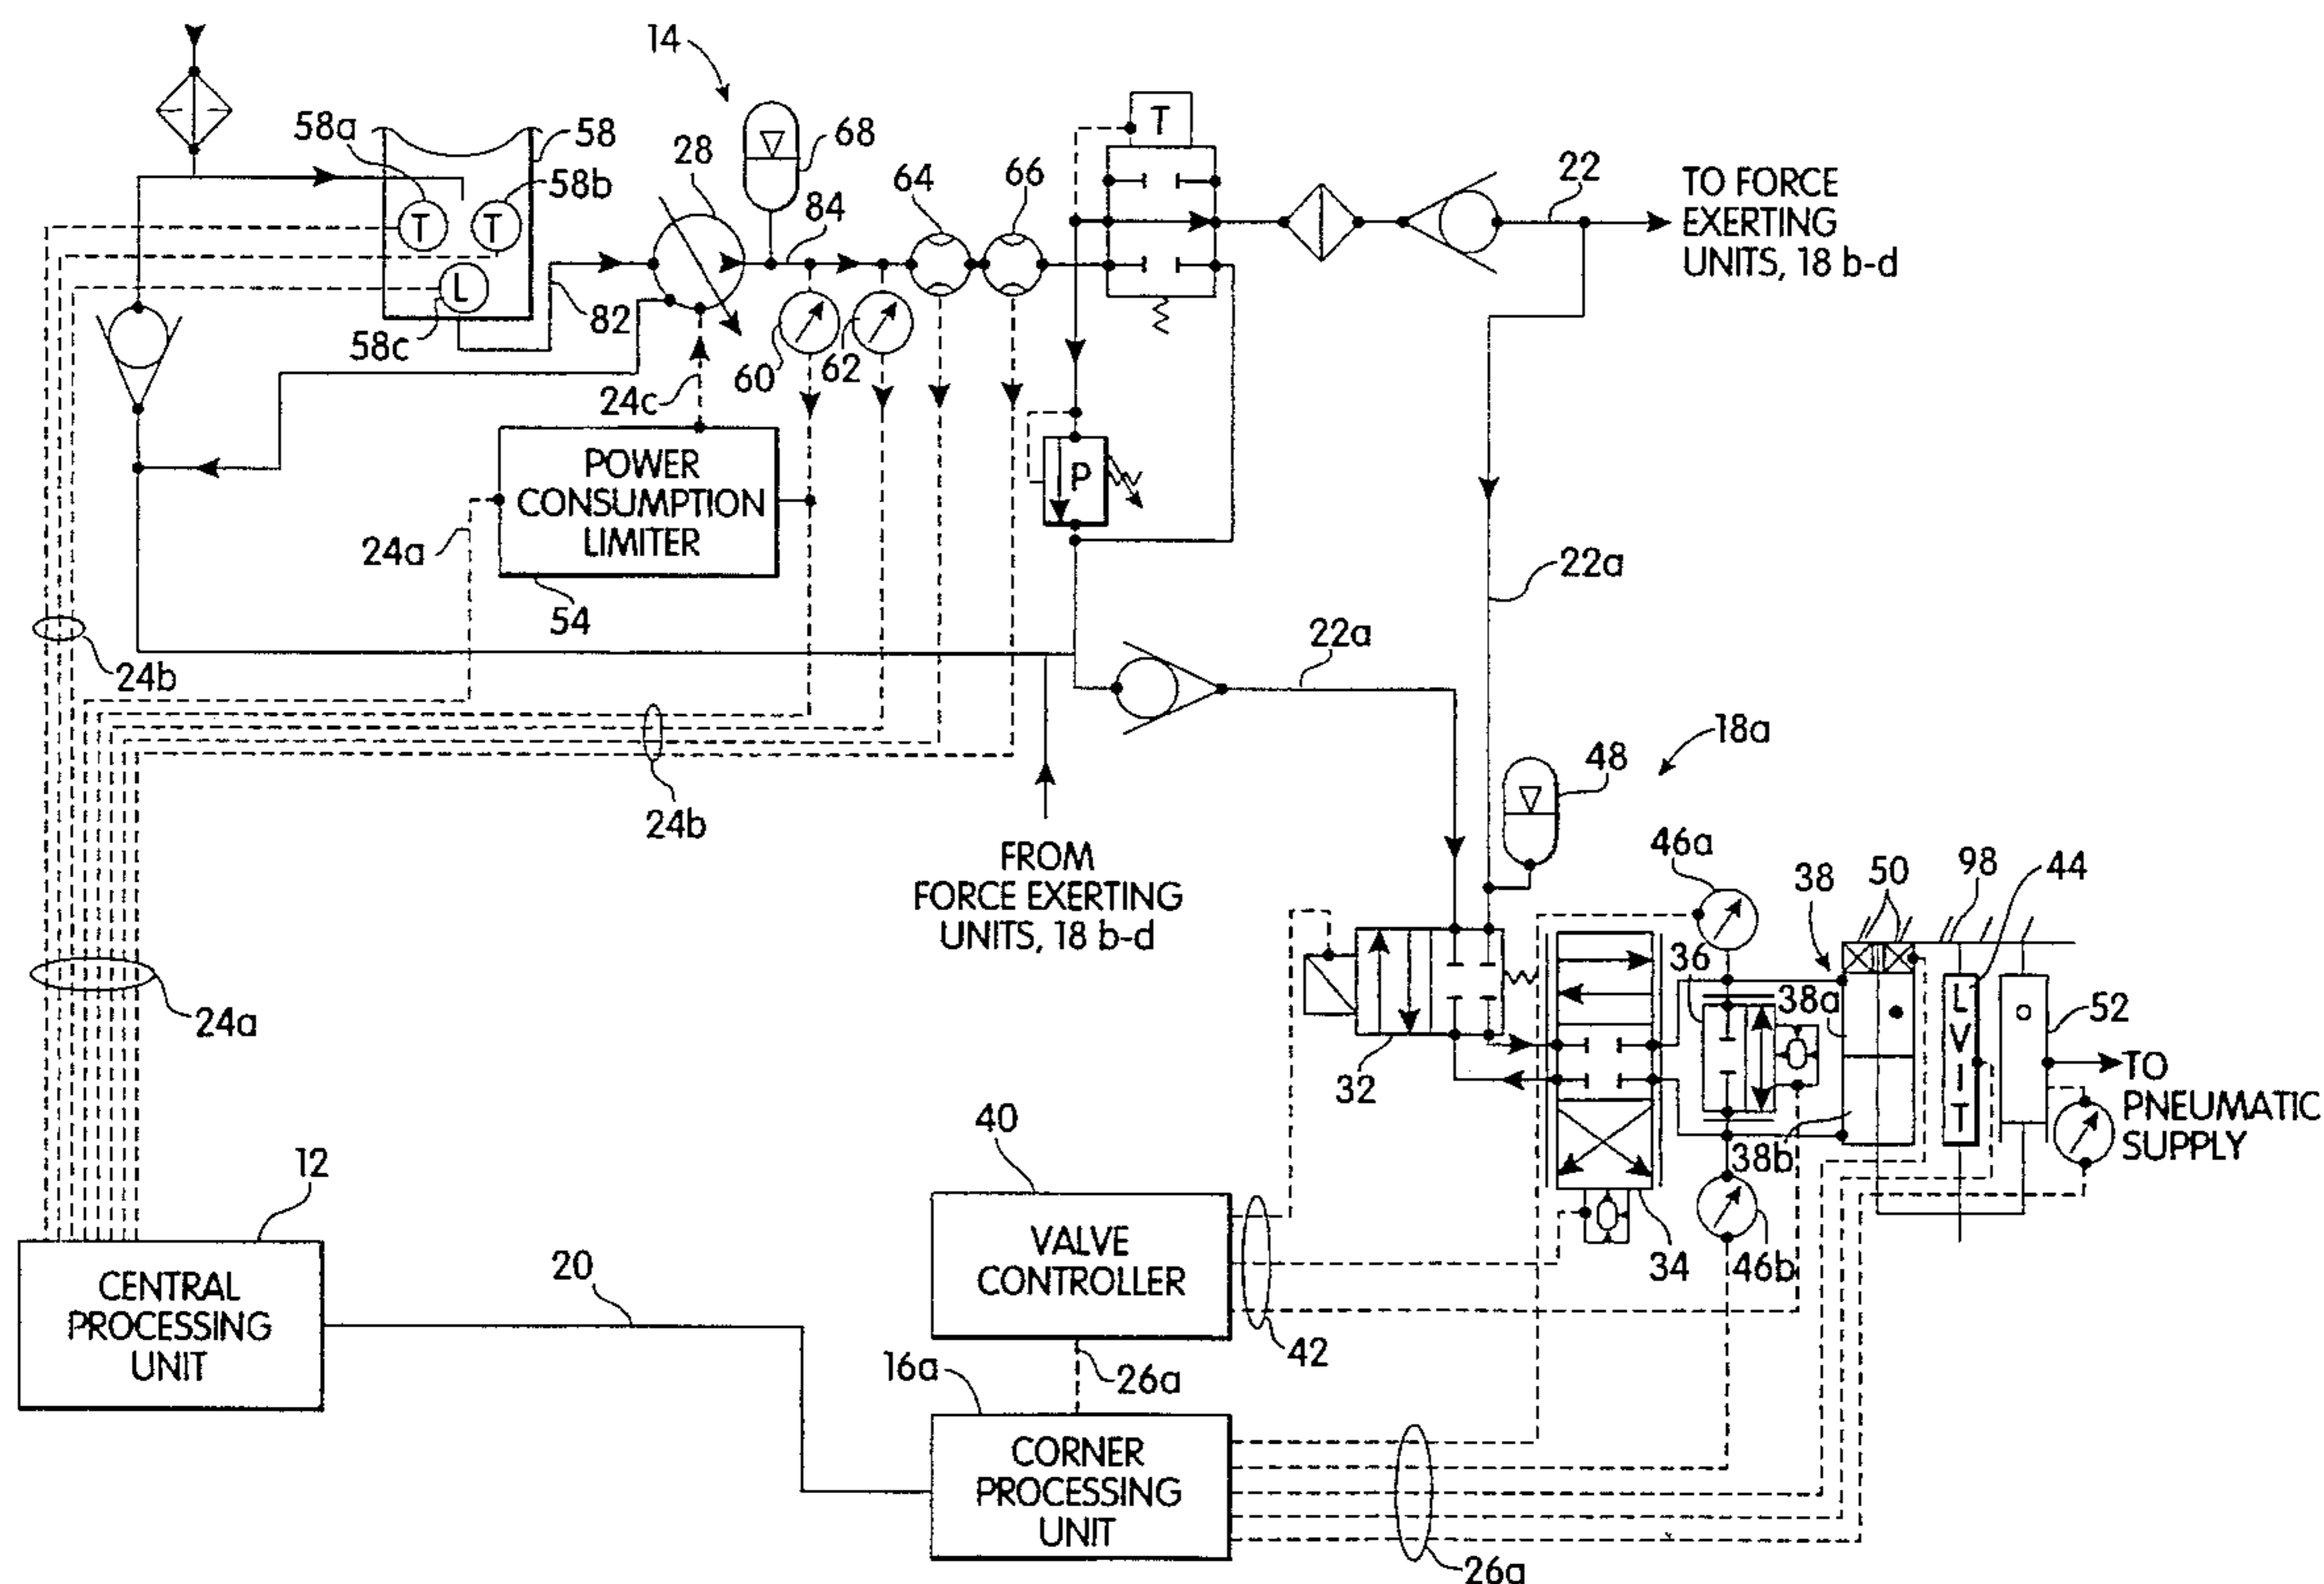 14
58a
58
58b
T
T
L
58c
82
28
68
84
64
66
60
62
24c
T
P
22
TO FORCE
EXERTING
UNITS, 18 b-d
POWER
CONSUMPTION
LIMITER
54
24a
24b
22a
22a
24b
24a
FROM
FORCE EXERTING
UNITS, 18 b-d
18a
48
46a
38
50
98
44
36
38a
LVIT
52
TO
PNEUMATIC
SUPPLY
32
38b
34
46b
12
CENTRAL
PROCESSING
UNIT
20
40
VALVE
CONTROLLER
42
16a
26a
CORNER
PROCESSING
UNIT
26a